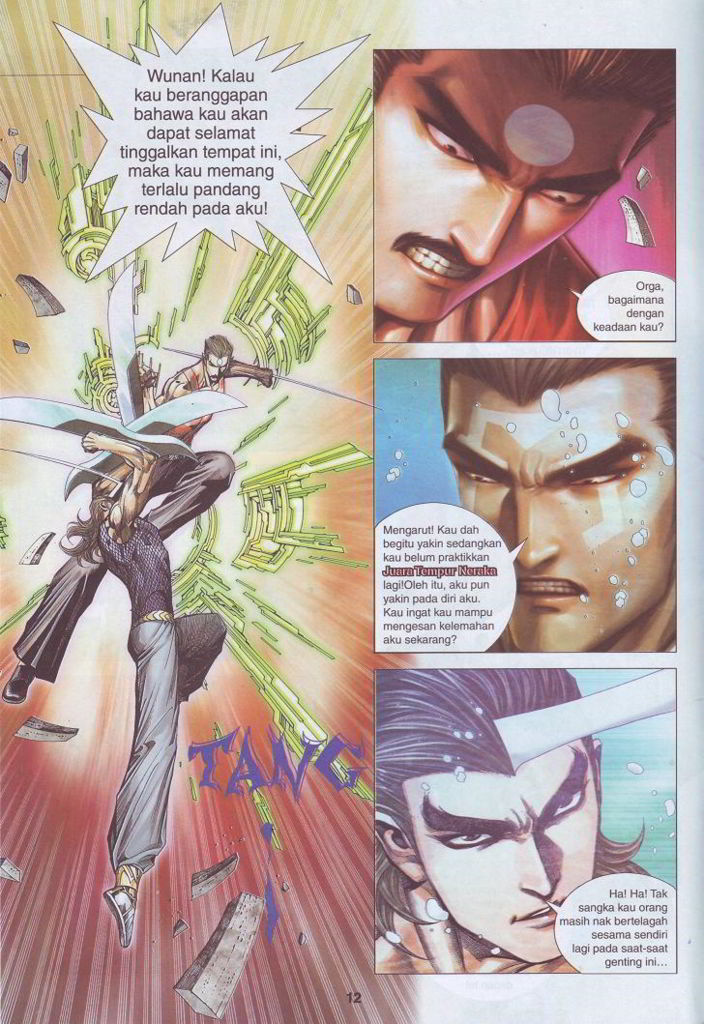 Wunan! Kalau
kau beranggapan
bahawa kau akan
dapat selamat
tinggalkan tempat ini,
maka kau memang
terlalu pandang
rendah pada aku!
Orga,
bagaimana
dengan
keadaan kau?
Mengarut! Kau dah
begitu yakin sedangkan
kau belum praktikkan
Juara Tempur Neraka
lagi!Oleh itu, aku pun
yakin pada diri aku.
Kau ingat kau mampu
mengesan kelemahan
aku sekarang?
TANG
!
Ha! Ha! Tak
sangka kau orang
masih nak bertelagah
sesama sendiri
lagi pada saat-saat
genting ini...
12